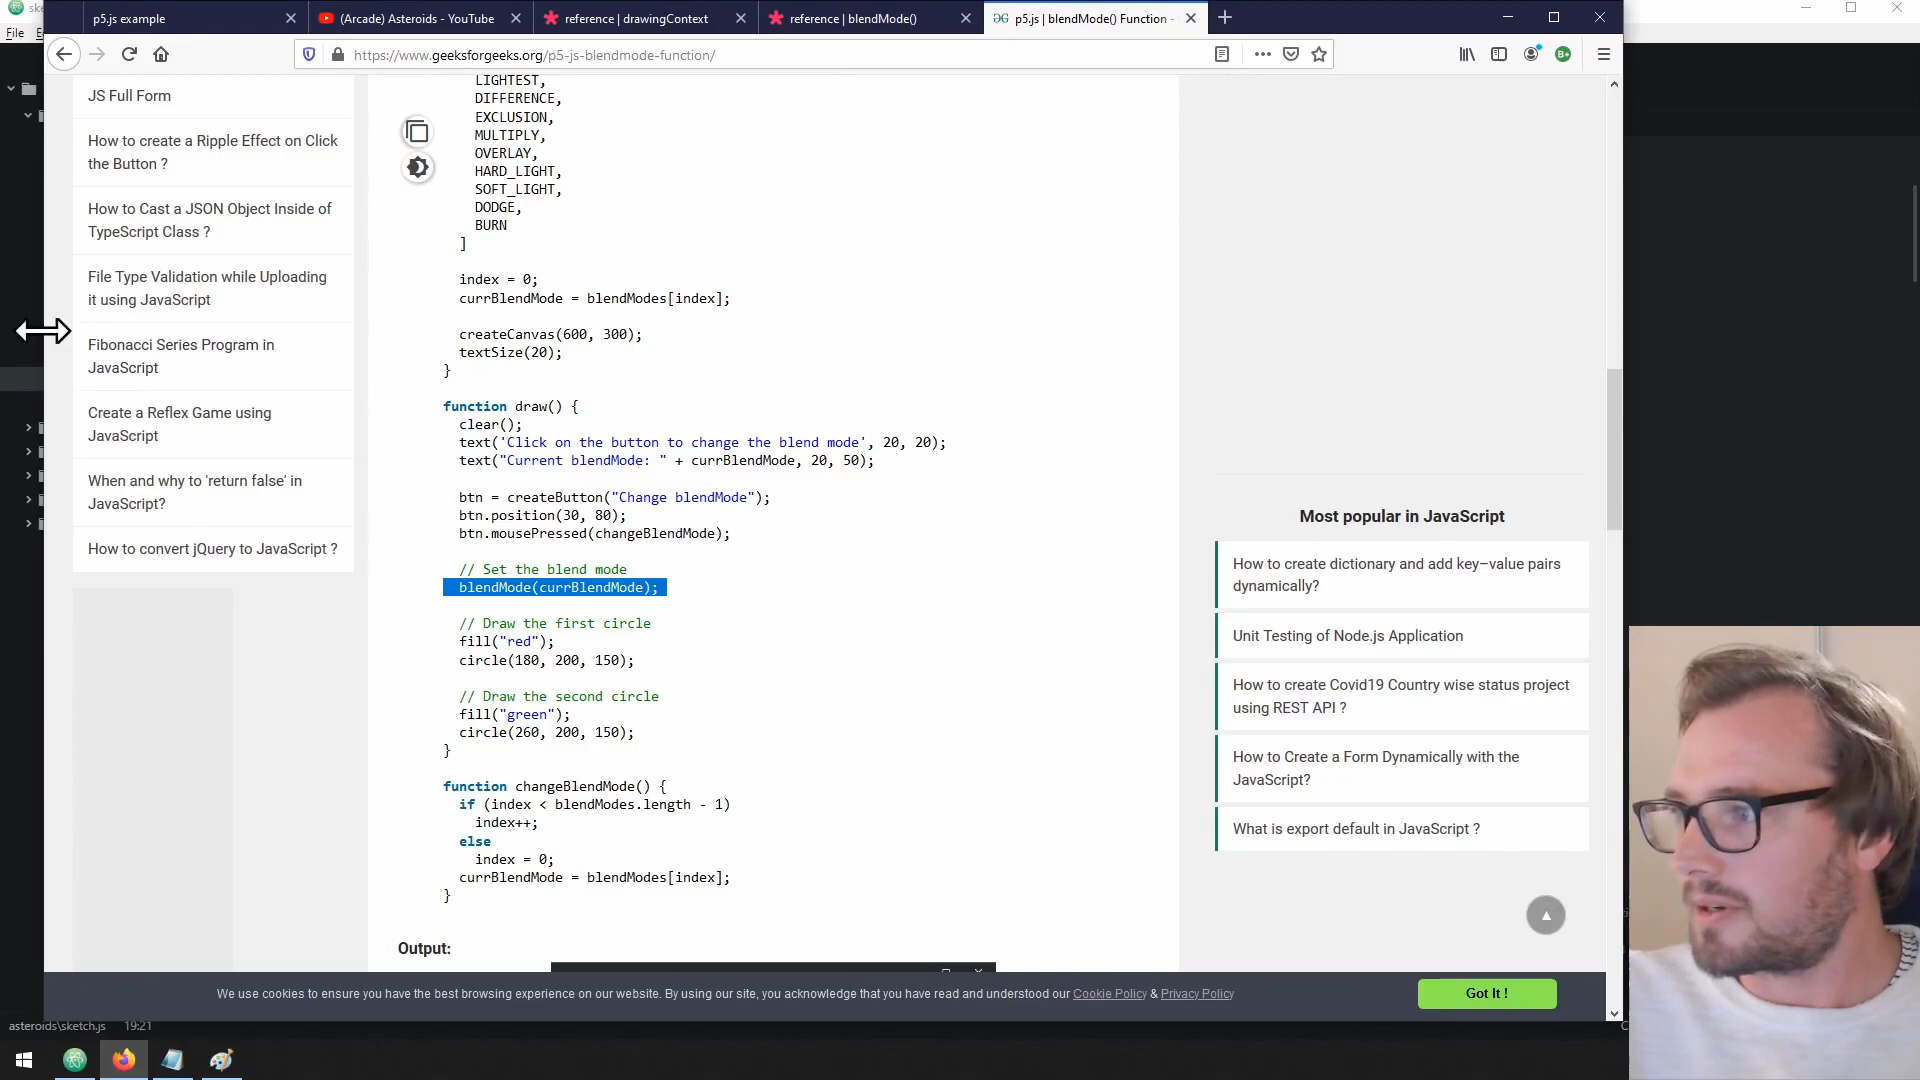 sk
File
E
p5.js example
(Arcade) Asteroids - YouTube
reference | drawingContext
reference | blendMode()
p5.js | blendMode() Function -
https://www.geeksforgeeks.org/p5-js-blendmode-function/
JS Full Form
How to create a Ripple Effect on Click
the Button ?
How to Cast a JSON Object Inside of
TypeScript Class ?
File Type Validation while Uploading
it using JavaScript
Fibonacci Series Program in
JavaScript
Create a Reflex Game using
JavaScript
When and why to 'return false' in
JavaScript?
How to convert jQuery to JavaScript ?
LIGHTEST,
DIFFERENCE,
EXCLUSION,
MULTIPLY,
OVERLAY,
HARD_LIGHT,
SOFT_LIGHT,
DODGE,
BURN
]
index = 0;
currBlendMode = blendModes[index];
createCanvas(600, 300);
textSize(20);
}
function draw() {
clear();
text('Click on the button to change the blend mode', 20, 20);
text("Current blendMode: " + currBlendMode, 20, 50);
btn = createButton("Change blendMode");
btn.position(30, 80);
btn.mousePressed(changeBlendMode);
// Set the blend mode
blendMode(currBlendMode);
// Draw the first circle
fill("red");
circle(180, 200, 150);
// Draw the second circle
fill("green");
circle(260, 200, 150);
}
function changeBlendMode() {
if (index < blendModes.length - 1)
index++;
else
index = 0;
currBlendMode = blendModes[index];
}
Output:
Most popular in JavaScript
How to create dictionary and add key–value pairs
dynamically?
Unit Testing of Node.js Application
How to create Covid19 Country wise status project
using REST API ?
How to Create a Form Dynamically with the
JavaScript?
What is export default in JavaScript ?
We use cookies to ensure you have the best browsing experience on our website. By using our site, you acknowledge that you have read and understood our Cookie Policy & Privacy Policy
Got It !
asteroids\sketch.js 19:21